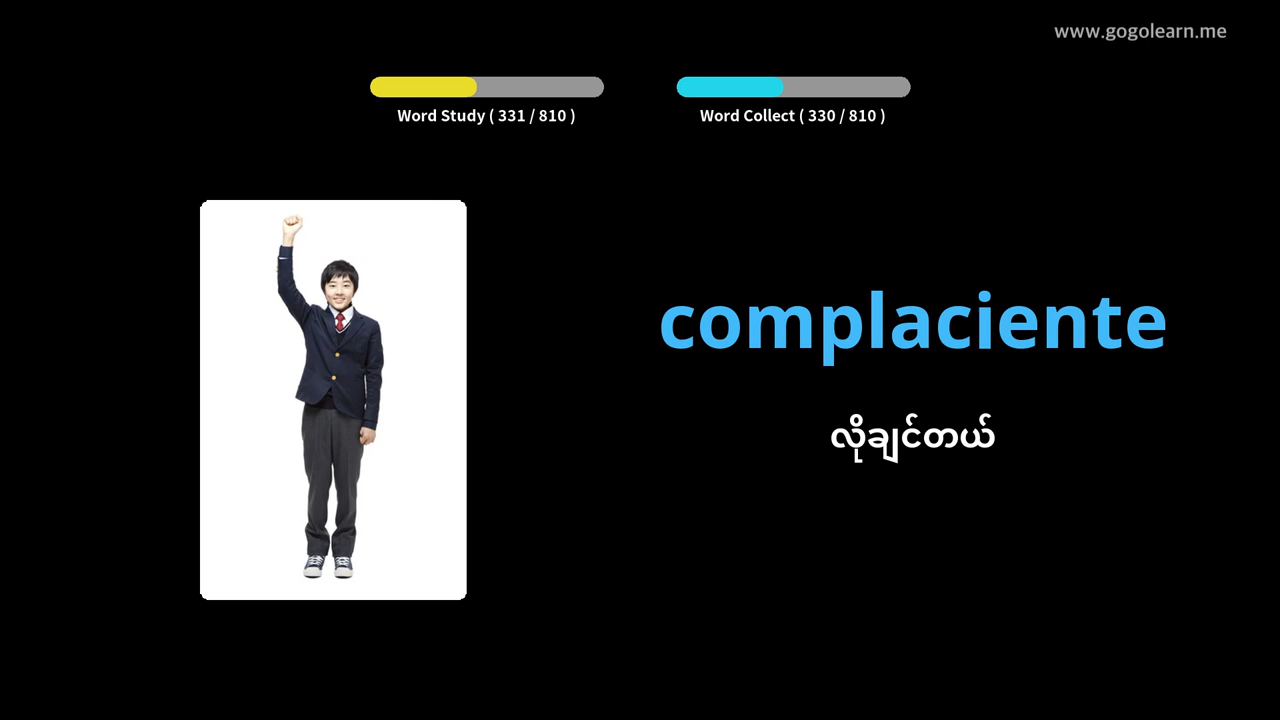 www.gogolearn.me
Word Study ( 331 / 810 )
Word Collect ( 330 / 810 )
complaciente
လိုချင်တယ်